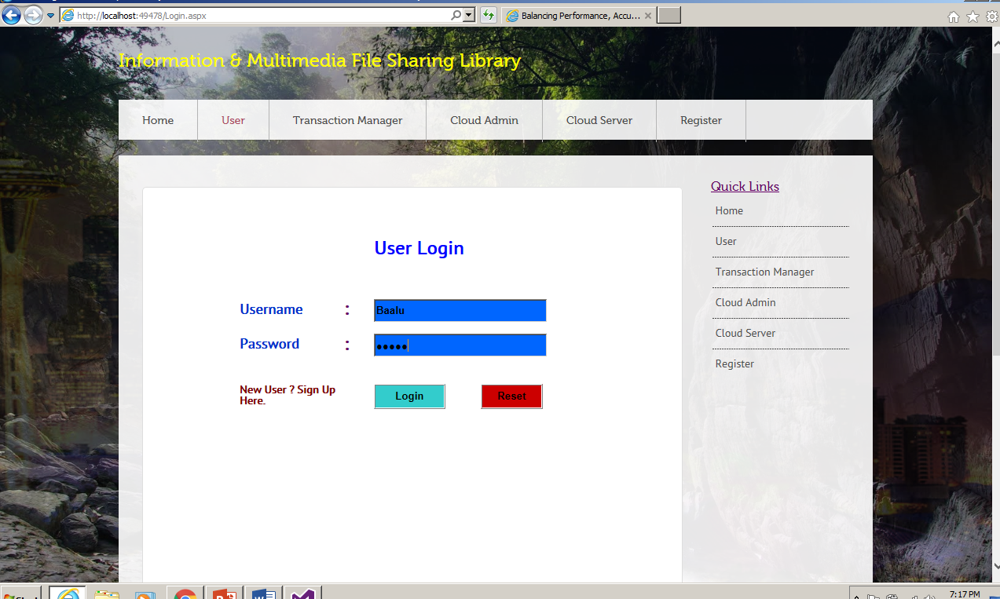 http://localhost:49478/Login.aspx
Balancing Performance, Accu...
Information & Multimedia File Sharing Library
Home
User
Transaction Manager
Cloud Admin
Cloud Server
Register
Quick Links
Home
User
Transaction Manager
Cloud Admin
Cloud Server
Register
User Login
Username :
Baalu
Password :
New User ? Sign Up
Here.
Login
Reset
7:17 PM